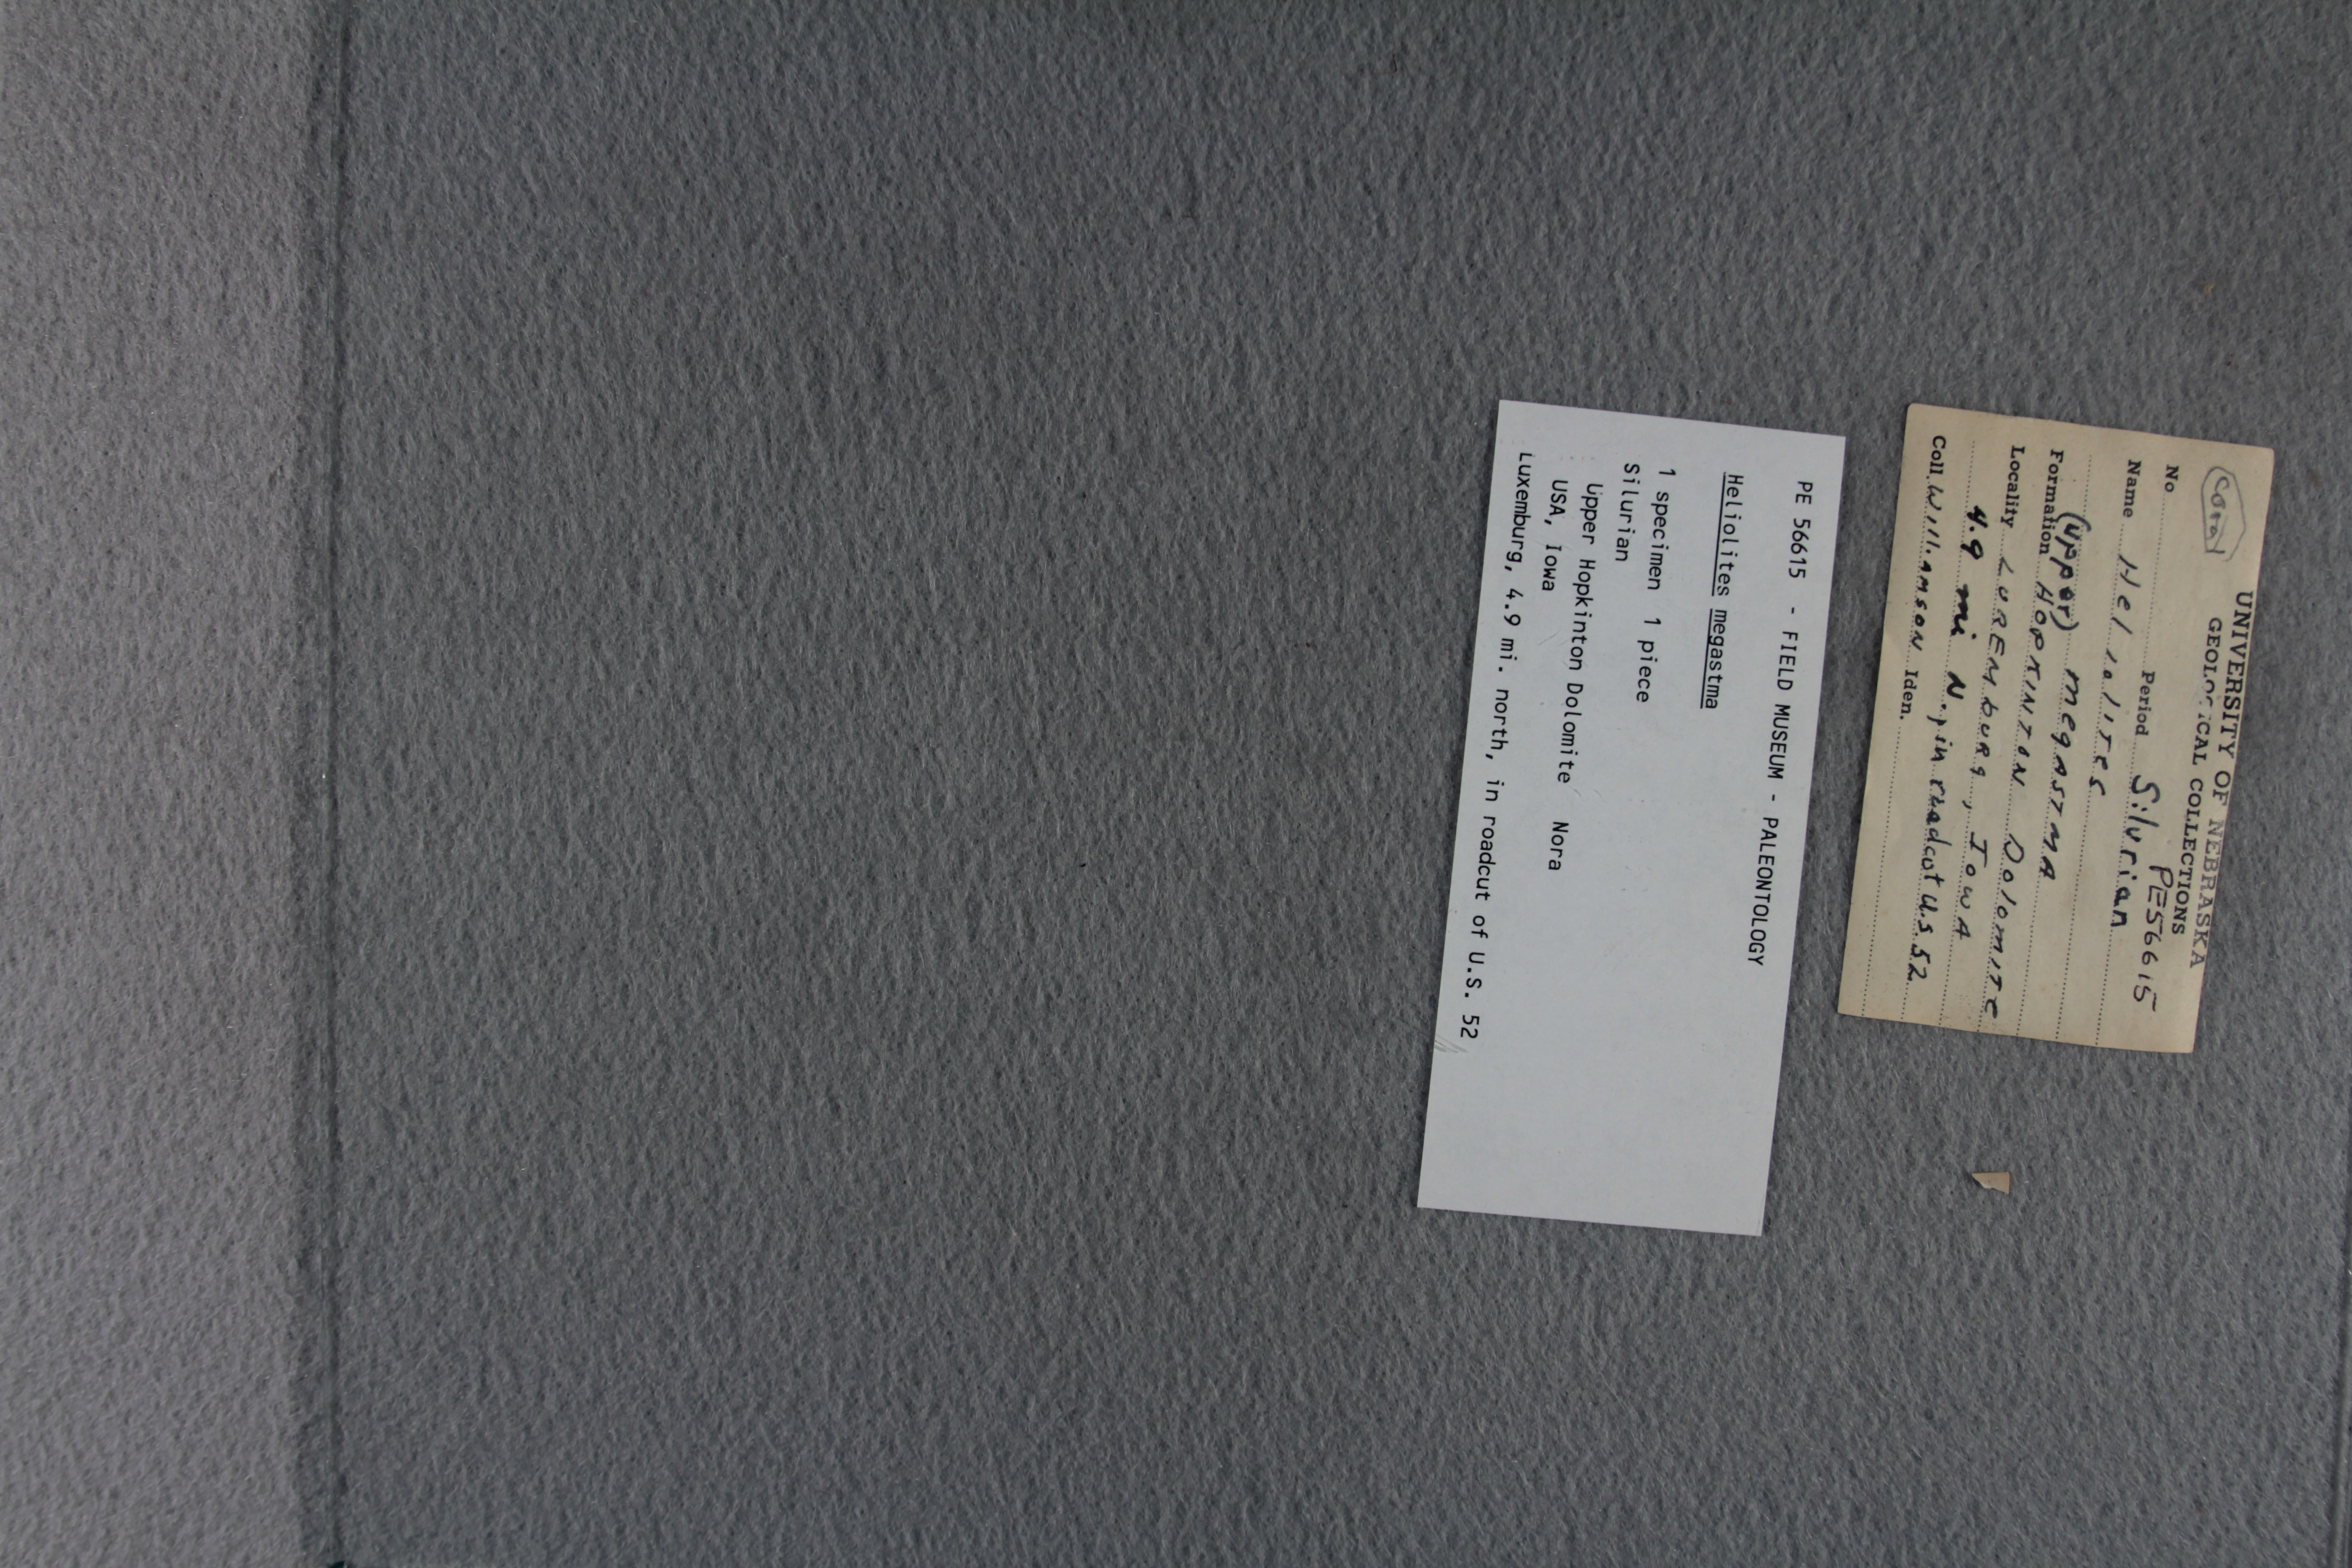 UNIVERSITY OF NEBRASKA
GEOLOGICAL COLLECTIONS
Coral
PE56615
No
Period Silurian
Name Heliolites
megastma
(upper)
Formation HOPKINTON Dolomite
Locality LUXEMburg, IowA
4.9 mi N., in roadcut U.S. 52
Coll. Williamson Iden.
PE 56615 - FIELD MUSEUM - PALEONTOLOGY
Heliolites megastma
1 specimen 1 piece
Silurian
Upper Hopkinton Dolomite Nora
USA, Iowa
Luxemburg, 4.9 mi. north, in roadcut of U.S. 52